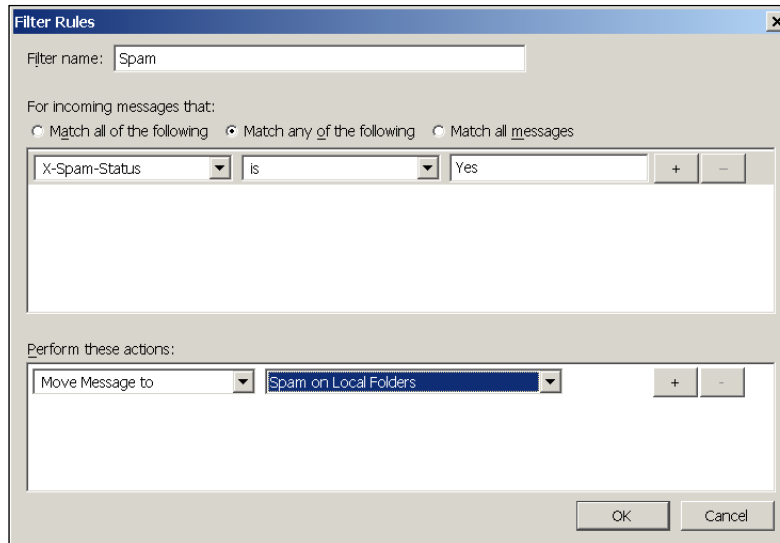 Filter Rules
Filter name: Spam
For incoming messages that:
Match all of the following Match any of the following Match all messages
X-Spam-Status is Yes + –
Perform these actions:
Move Message to Spam on Local Folders + -
OK Cancel